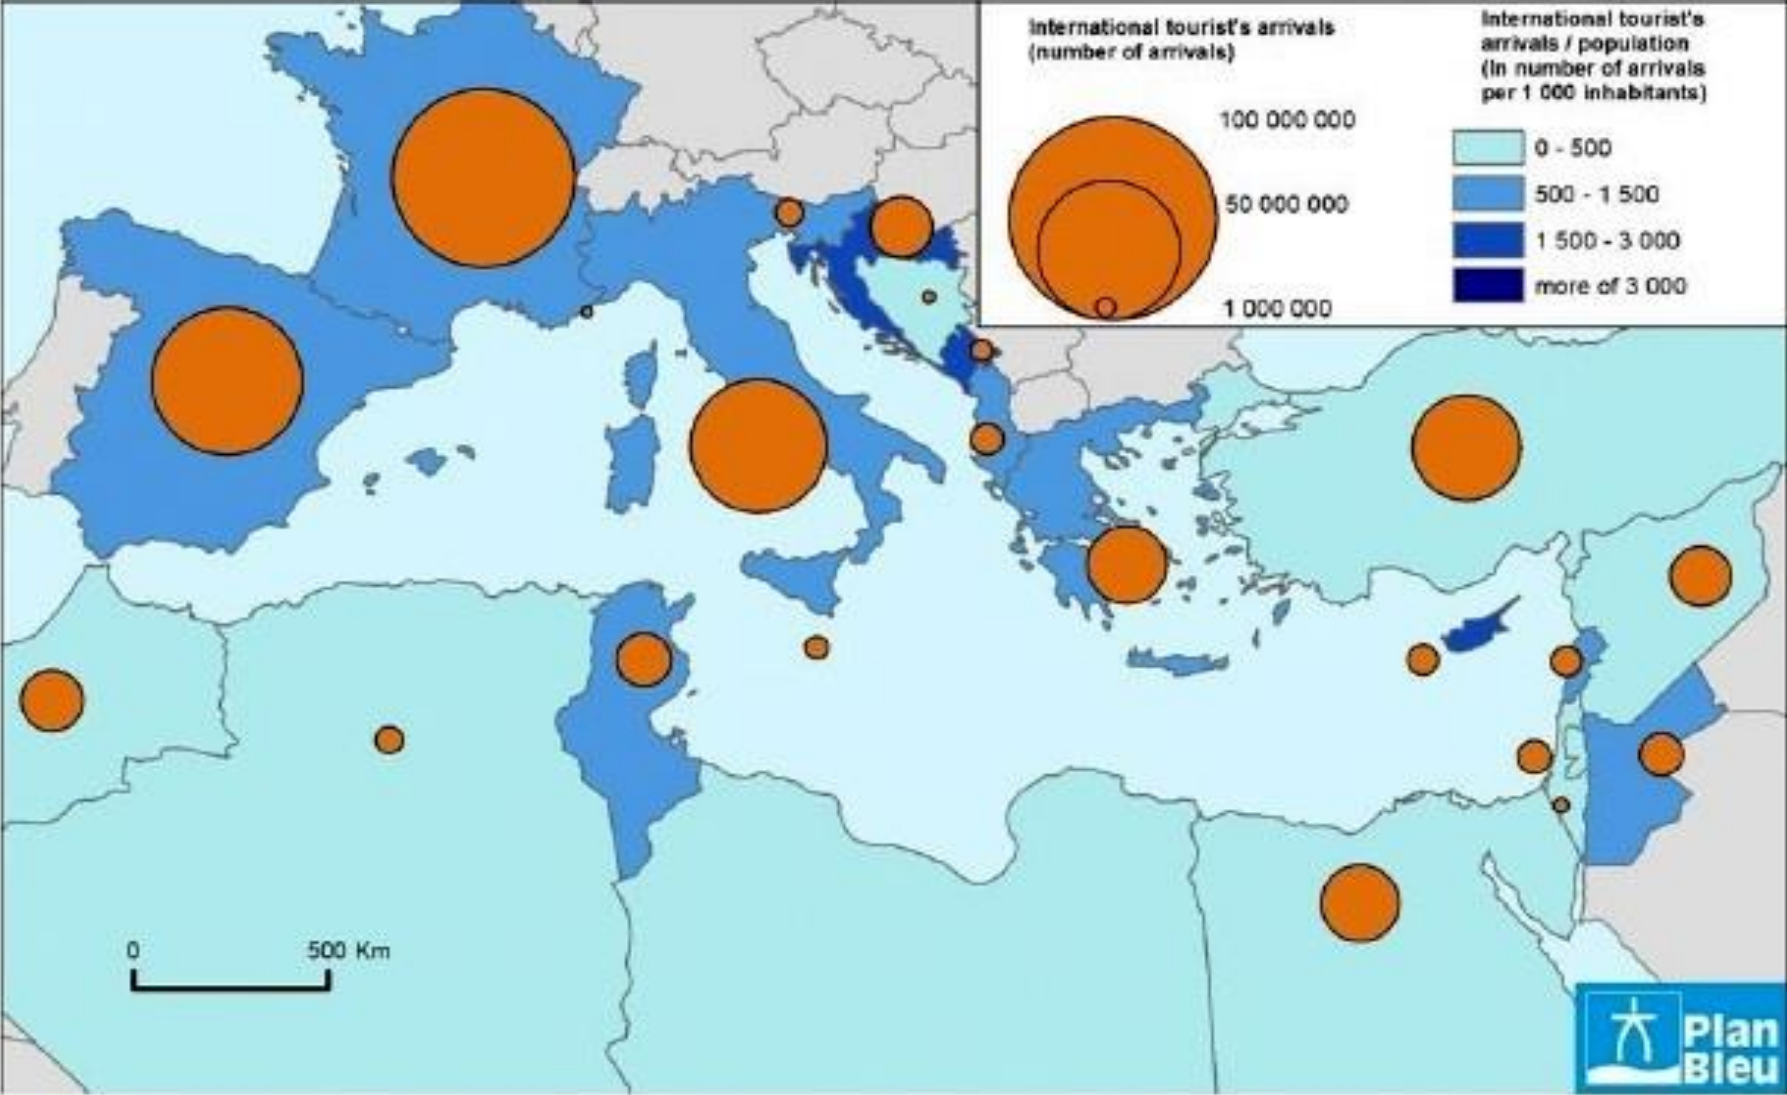 International tourist's arrivals
(number of arrivals)
100 000 000
50 000 000
1 000 000
International tourist's
arrivals / population
(In number of arrivals
per 1 000 inhabitants)
0 - 500
500 - 1 500
1 500 - 3 000
more of 3 000
0 500 Km
Plan
Bleu